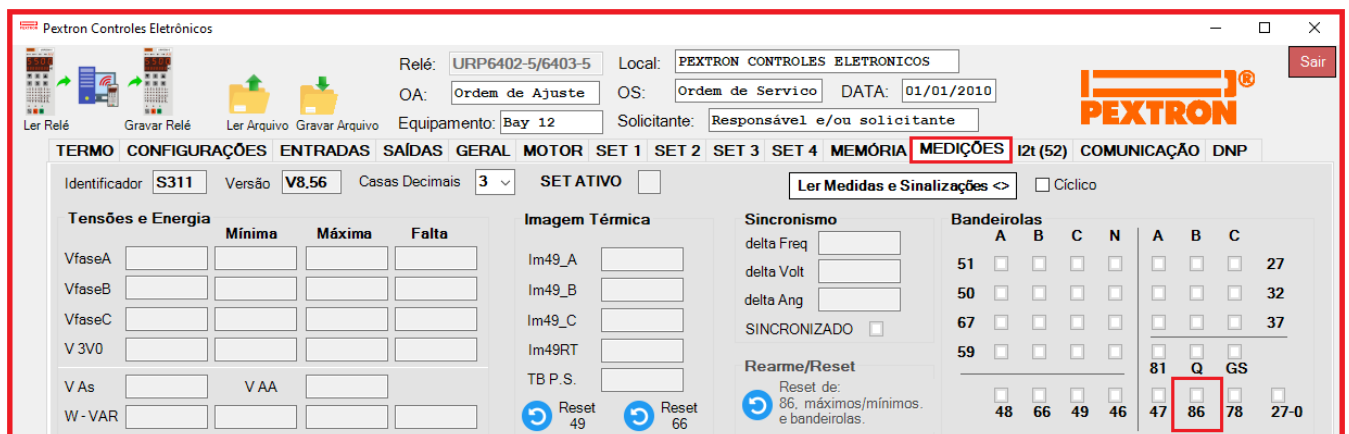 Pextron Controles Eletrônicos
Relé: URP6402-5/6403-5 Local: PEXTRON CONTROLES ELETRONICOS Sair
OA: Ordem de Ajuste OS: Ordem de Servico DATA: 01/01/2010
PEXTRON ®
Ler Relé Gravar Relé Ler Arquivo Gravar Arquivo Equipamento: Bay 12 Solicitante: Responsável e/ou solicitante
TERMO CONFIGURAÇÕES ENTRADAS SAÍDAS GERAL MOTOR SET 1 SET 2 SET 3 SET 4 MEMÓRIA MEDIÇÕES I2t (52) COMUNICAÇÃO DNP
Identificador S311 Versão V8,56 Casas Decimais 3 SET ATIVO Ler Medidas e Sinalizações <> Cíclico
Tensões e Energia
Mínima Máxima Falta
VfaseA
VfaseB
VfaseC
V 3V0
V As V AA
W - VAR
Imagem Térmica
Im49_A
Im49_B
Im49_C
Im49RT
TB P.S.
Reset 49
Reset 66
Sincronismo
delta Freq
delta Volt
delta Ang
SINCRONIZADO
Rearme/Reset
Reset de:
86, máximos/mínimos.
e bandeirolas.
Bandeirolas
A B C N A B C
51 27
50 32
67 37
59
81 Q GS
48 66 49 46 47 86 78 27-0